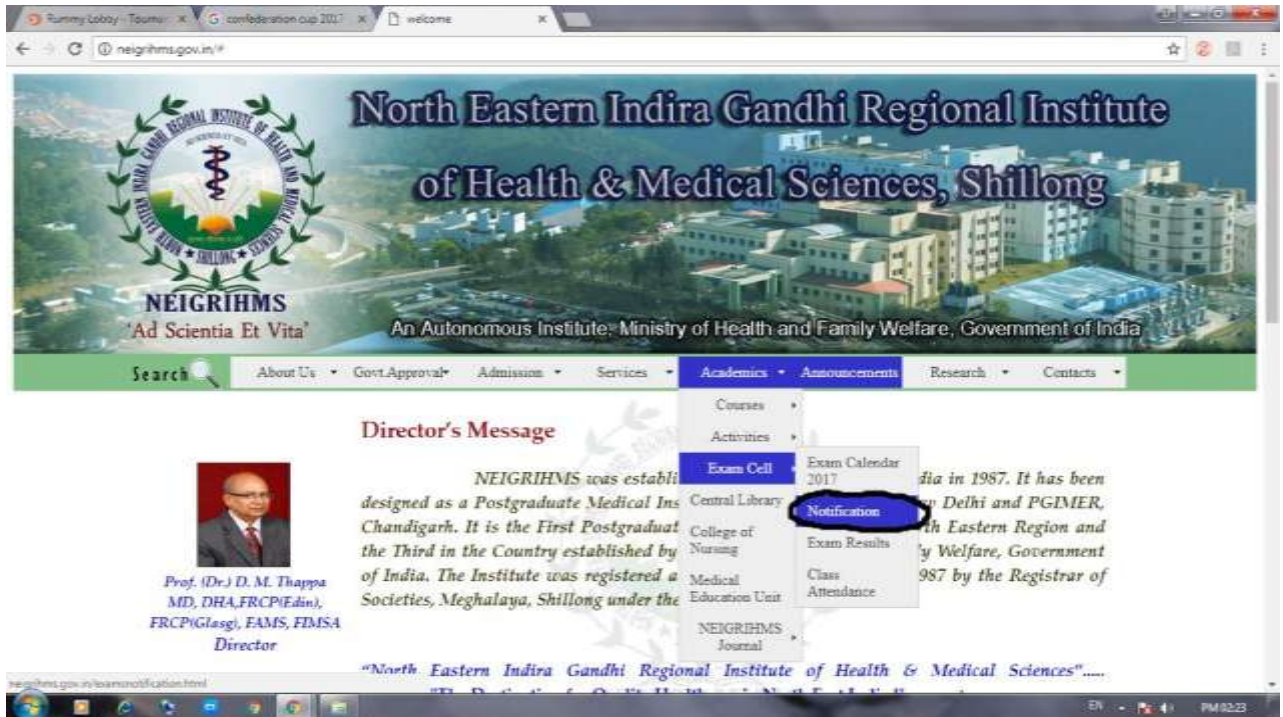 Rummy Lobby - Tourn
confederation cup 2017
welcome
neigrihms.gov.in/#
North Eastern Indira Gandhi Regional Institute
of Health & Medical Sciences, Shillong
NEIGRIHMS
'Ad Scientia Et Vita'
An Autonomous Institute, Ministry of Health and Family Welfare, Government of India
Search
About Us
Govt.Approval
Admission
Services
Academics
Announcements
Research
Contacts
Courses
Activities
Exam Cell
Central Library
College of
Nursing
Medical
Education Unit
NEIGRIHMS
Journal
Exam Calendar
2017
Notification
Exam Results
Class
Attendance
Director's Message
NEIGRIHMS was establi dia in 1987. It has been
designed as a Postgraduate Medical Ins Delhi and PGIMER,
Chandigarh. It is the First Postgraduat th Eastern Region and
the Third in the Country established by y Welfare, Government
of India. The Institute was registered a 987 by the Registrar of
Societies, Meghalaya, Shillong under the
Prof. (Dr.) D. M. Thappa
MD, DHA,FRCP(Edin),
FRCP(Glasg), FAMS, FIMSA
Director
"North Eastern Indira Gandhi Regional Institute of Health & Medical Sciences"......
neigrihms.gov.in/examsnotification.html
EN
PM 02:23